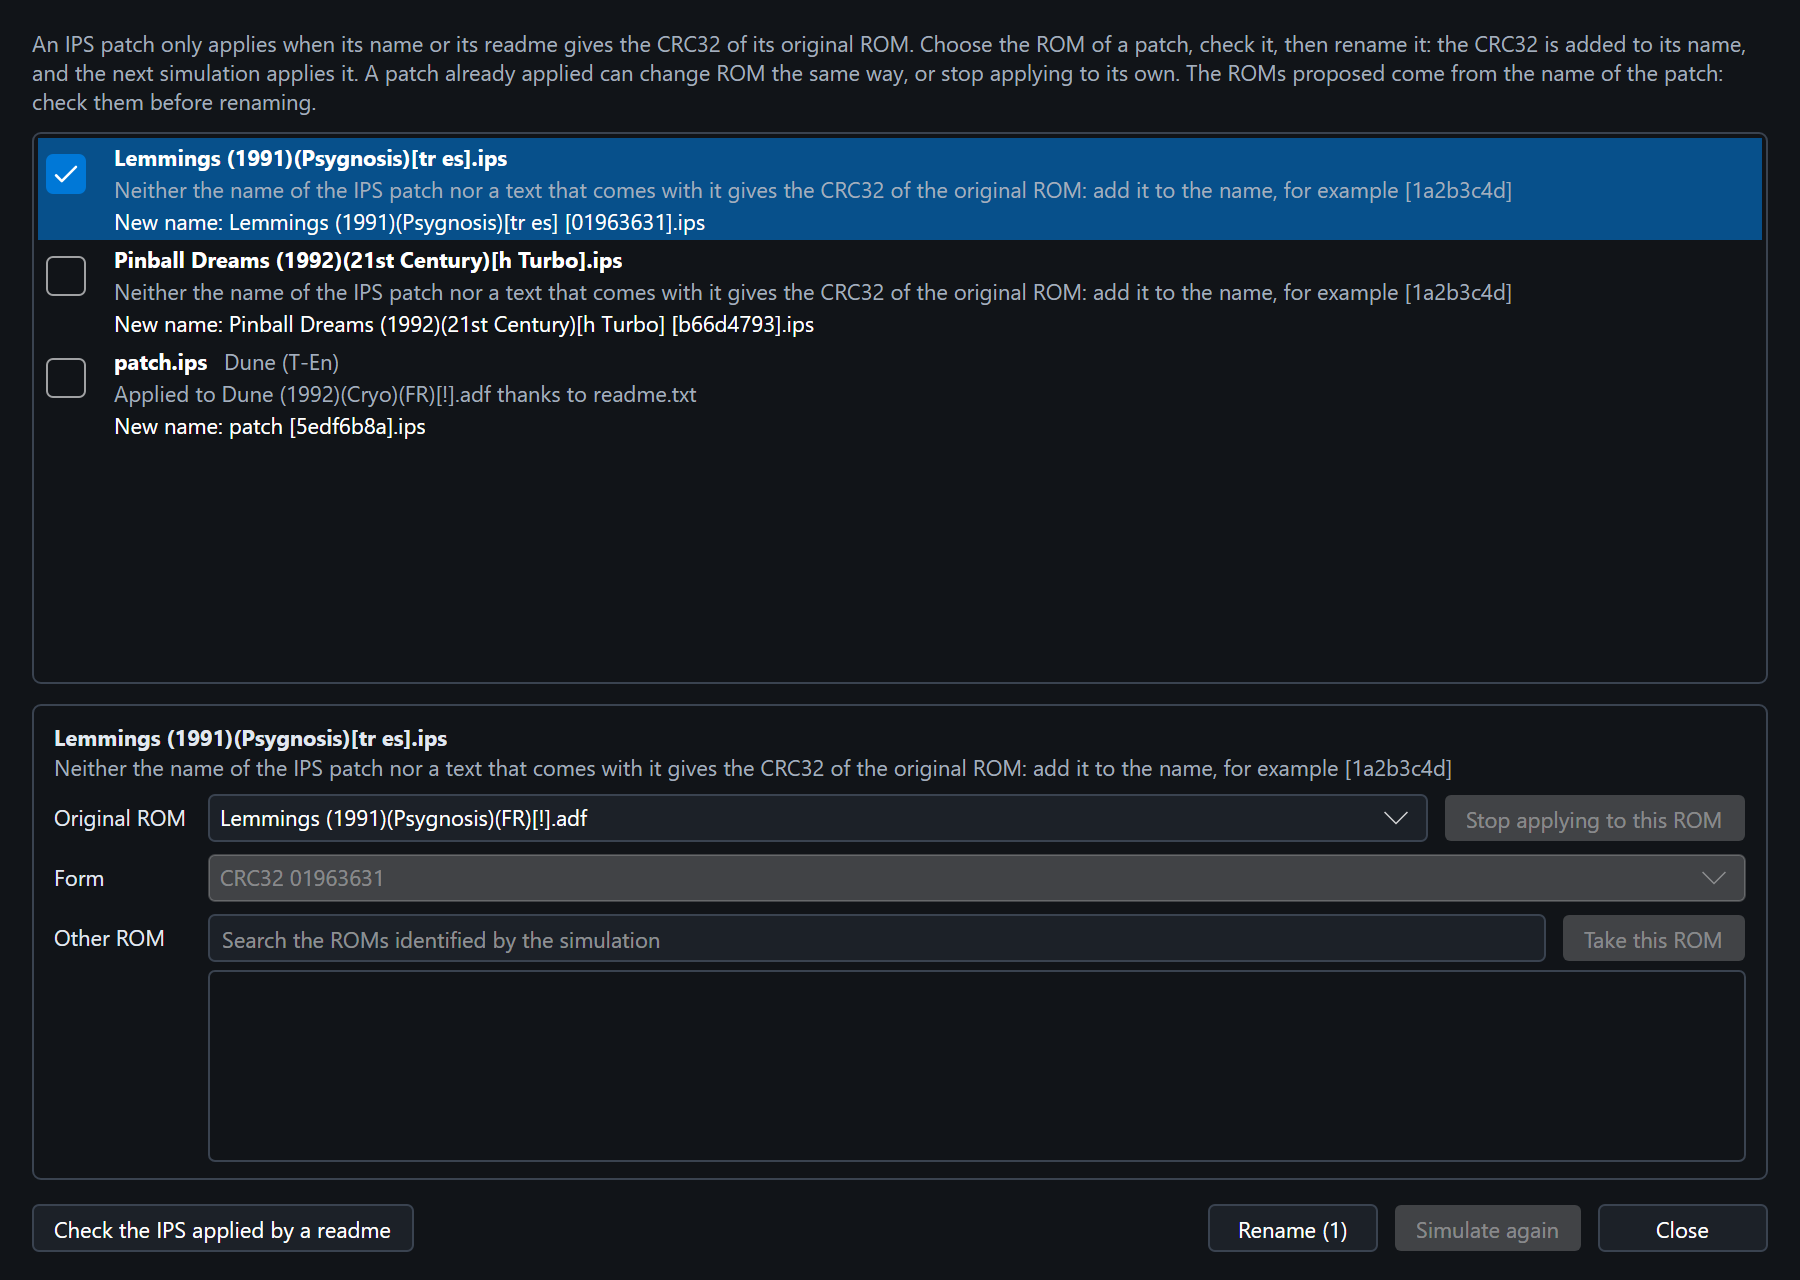 An IPS patch only applies when its name or its readme gives the CRC32 of its original ROM. Choose the ROM of a patch, check it, then rename it: the CRC32 is added to its name,
and the next simulation applies it. A patch already applied can change ROM the same way, or stop applying to its own. The ROMs proposed come from the name of the patch:
check them before renaming.
Lemmings (1991)(Psygnosis)[tr es].ips
Neither the name of the IPS patch nor a text that comes with it gives the CRC32 of the original ROM: add it to the name, for example [1a2b3c4d]
New name: Lemmings (1991)(Psygnosis)[tr es] [01963631].ips
Pinball Dreams (1992)(21st Century)[h Turbo].ips
Neither the name of the IPS patch nor a text that comes with it gives the CRC32 of the original ROM: add it to the name, for example [1a2b3c4d]
New name: Pinball Dreams (1992)(21st Century)[h Turbo] [b66d4793].ips
patch.ips Dune (T-En)
Applied to Dune (1992)(Cryo)(FR)[!].adf thanks to readme.txt
New name: patch [5edf6b8a].ips
Lemmings (1991)(Psygnosis)[tr es].ips
Neither the name of the IPS patch nor a text that comes with it gives the CRC32 of the original ROM: add it to the name, for example [1a2b3c4d]
Original ROM Lemmings (1991)(Psygnosis)(FR)[!].adf Stop applying to this ROM
Form CRC32 01963631
Other ROM Search the ROMs identified by the simulation Take this ROM
Check the IPS applied by a readme Rename (1) Simulate again Close